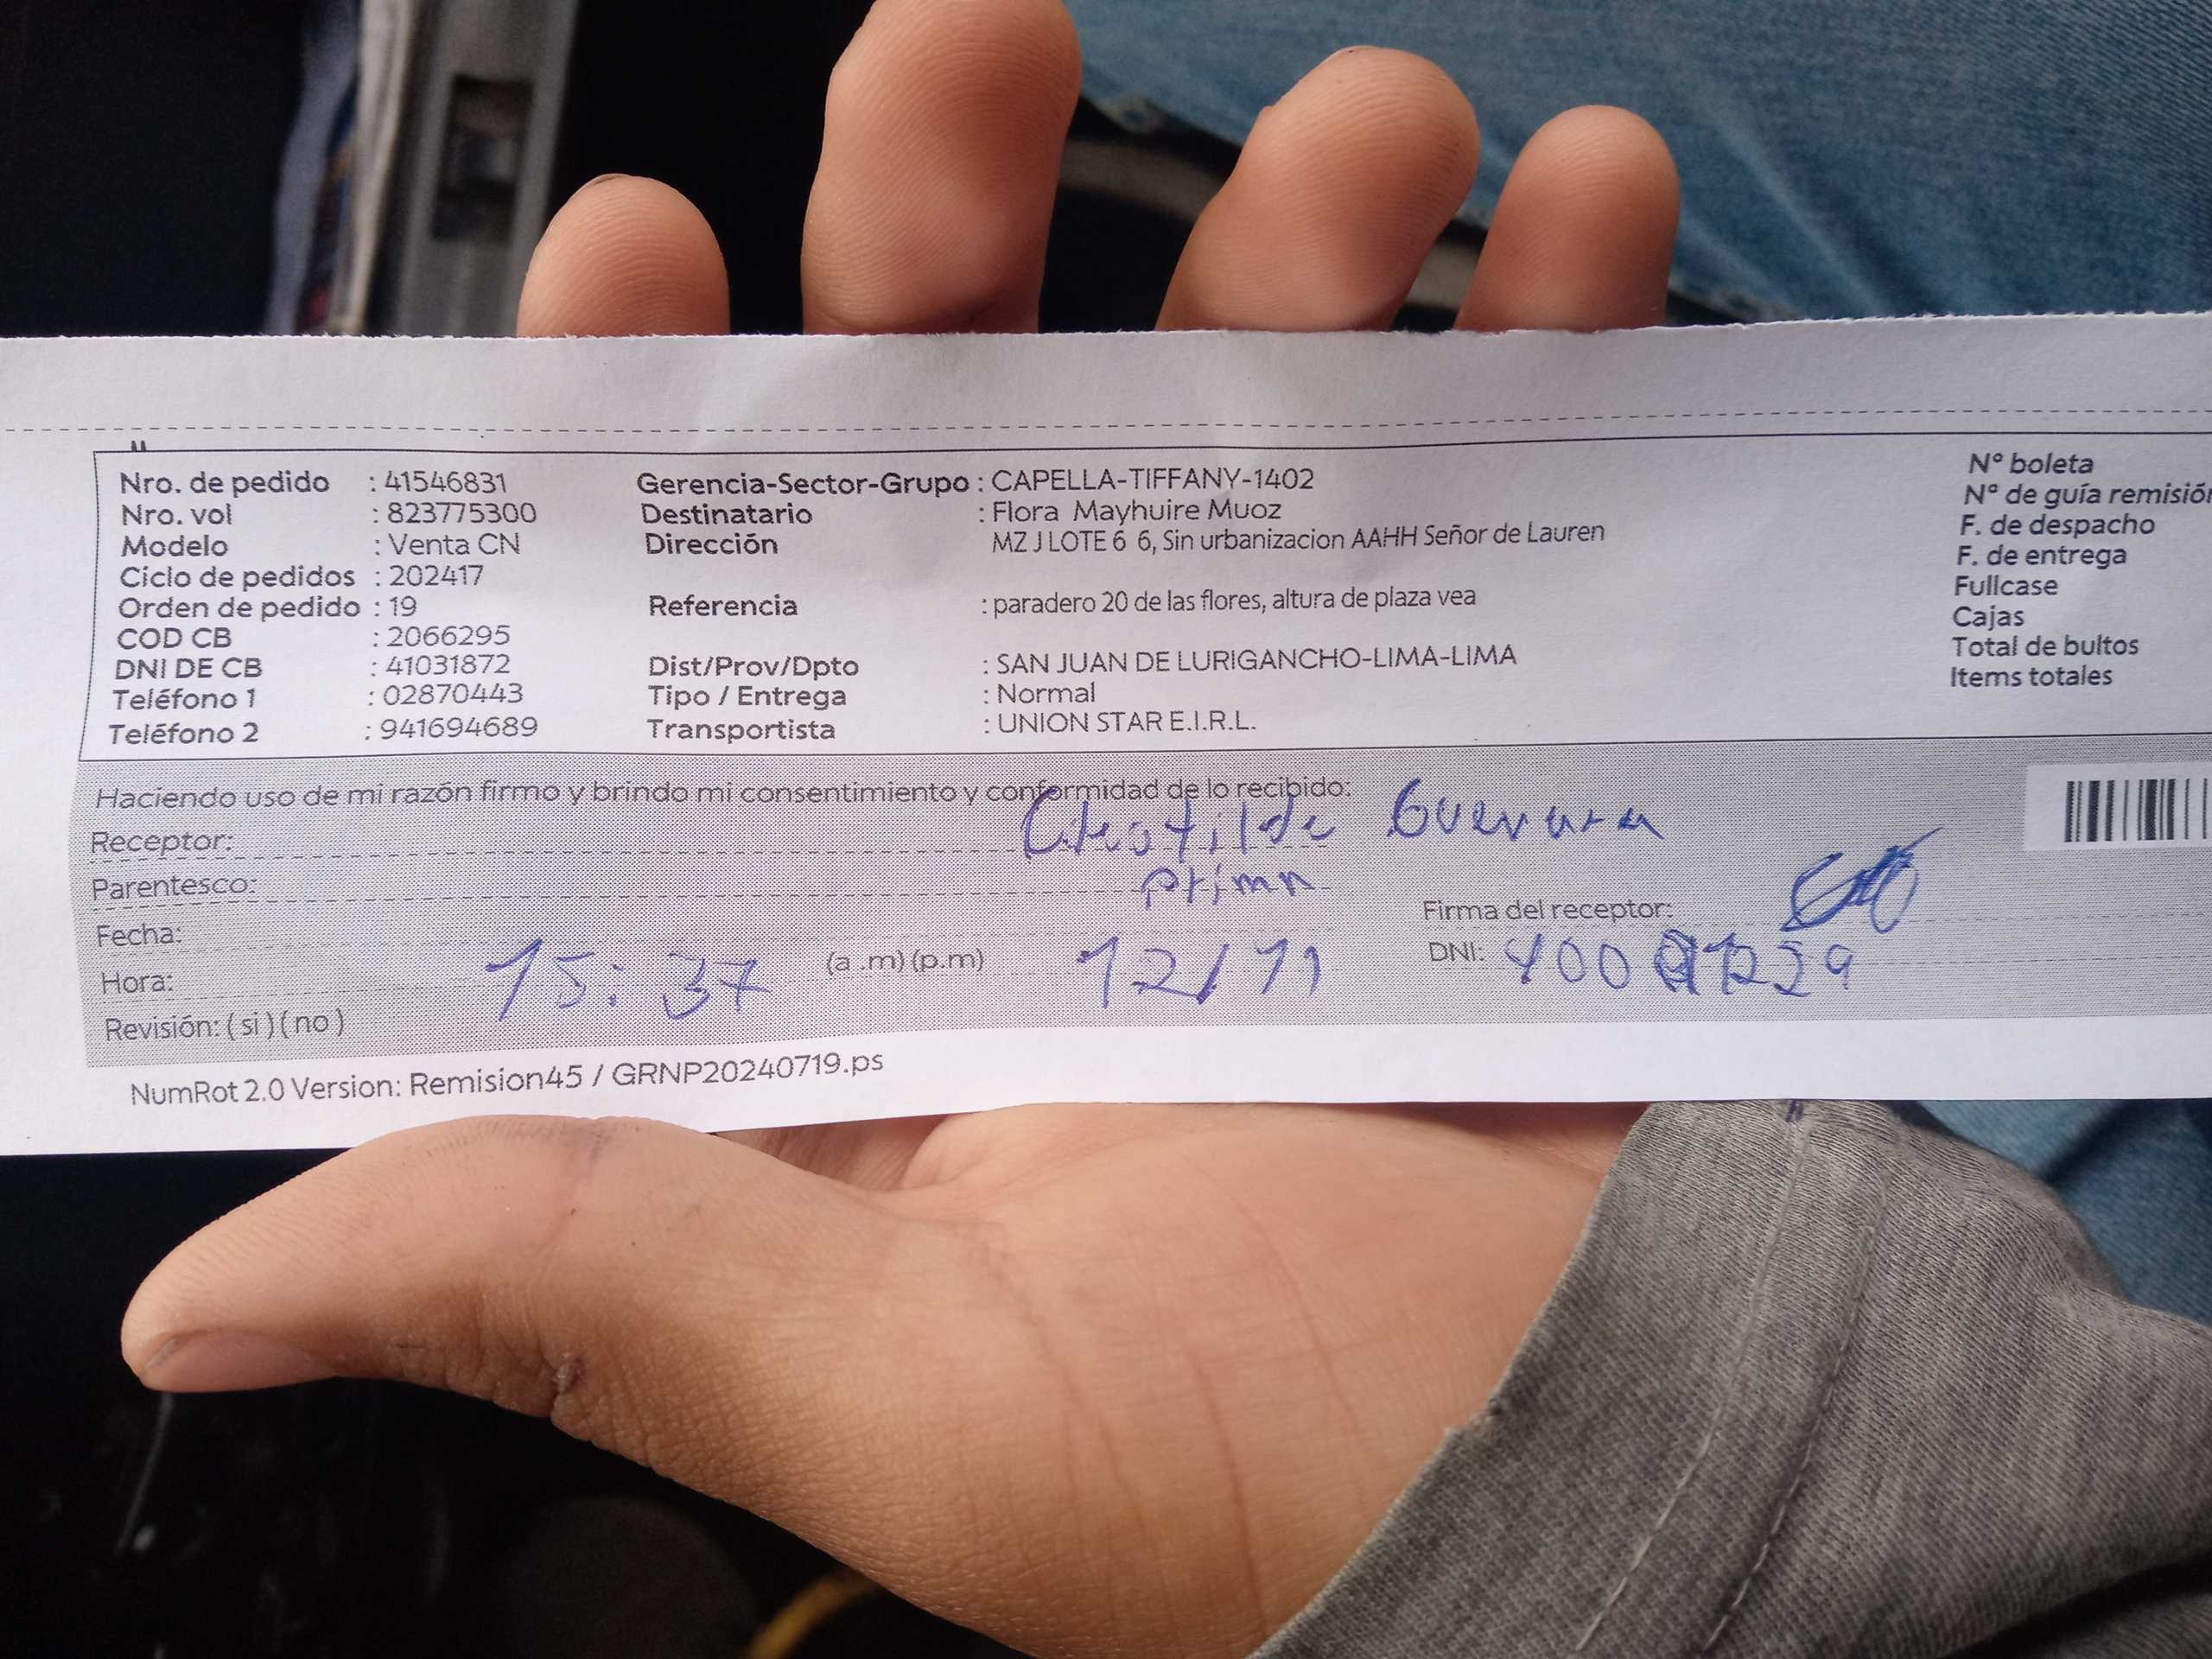 Nro. de pedido : 41546831 Gerencia-Sector-Grupo : CAPELLA-TIFFANY-1402 N° boleta
Nro. vol : 823775300 Destinatario : Flora Mayhuire Muoz N° de guía remisión
Modelo : Venta CN Dirección MZ J LOTE 6 6, Sin urbanizacion AAHH Señor de Lauren F. de despacho
Ciclo de pedidos : 202417 F. de entrega
Orden de pedido : 19 Referencia : paradero 20 de las flores, altura de plaza vea Fullcase
COD CB : 2066295 Cajas
DNI DE CB : 41031872 Dist/Prov/Dpto : SAN JUAN DE LURIGANCHO-LIMA-LIMA Total de bultos
Teléfono 1 : 02870443 Tipo / Entrega : Normal Items totales
Teléfono 2 : 941694689 Transportista : UNION STAR E.I.R.L.
Haciendo uso de mi razón firmo y brindo mi consentimiento y conformidad de lo recibido:
Receptor: Guevara
Parentesco: Prima
Fecha: Firma del receptor:
Hora: 15:37 (a .m) (p.m) 12/11 DNI:
Revisión: ( si ) ( no )
NumRot 2.0 Version: Remision45 / GRNP20240719.ps